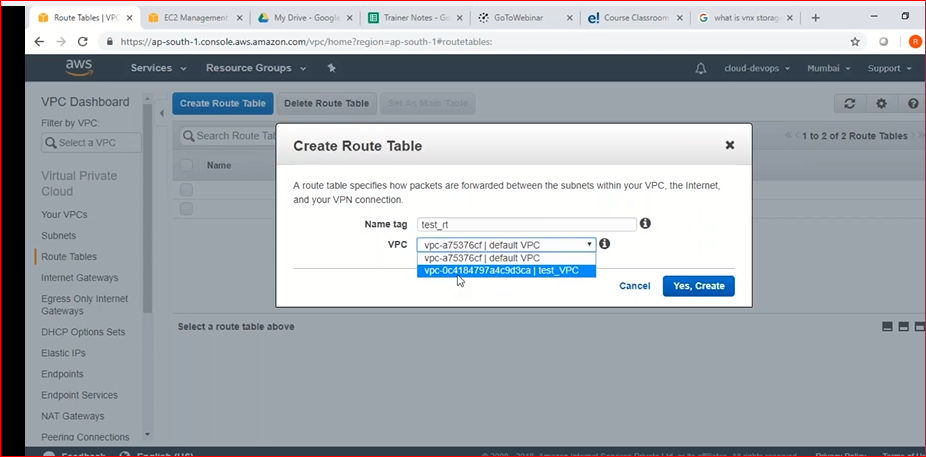 Route Tables | VPC
EC2 Management
My Drive - Google
Trainer Notes - Go
GoToWebinar
e! Course Classroom
G what is vnx storag
https://ap-south-1.console.aws.amazon.com/vpc/home?region=ap-south-1#routetables:
R
aws
Services
Resource Groups
cloud-devops
Mumbai
Support
VPC Dashboard
Filter by VPC:
Select a VPC
Virtual Private
Cloud
Your VPCs
Subnets
Route Tables
Internet Gateways
Egress Only Internet
Gateways
DHCP Options Sets
Elastic IPs
Endpoints
Endpoint Services
NAT Gateways
Peering Connections
Create Route Table
Delete Route Table
Set As Main Table
Search Route Tab
1 to 2 of 2 Route Tables
Name
Create Route Table
A route table specifies how packets are forwarded between the subnets within your VPC, the Internet,
and your VPN connection.
Name tag test_rt
VPC vpc-a75376cf | default VPC
vpc-a75376cf | default VPC
vpc-0c4184797a4c9d3ca | test_VPC
Cancel
Yes, Create
Select a route table above
Feedback
English (US)
Privacy Policy